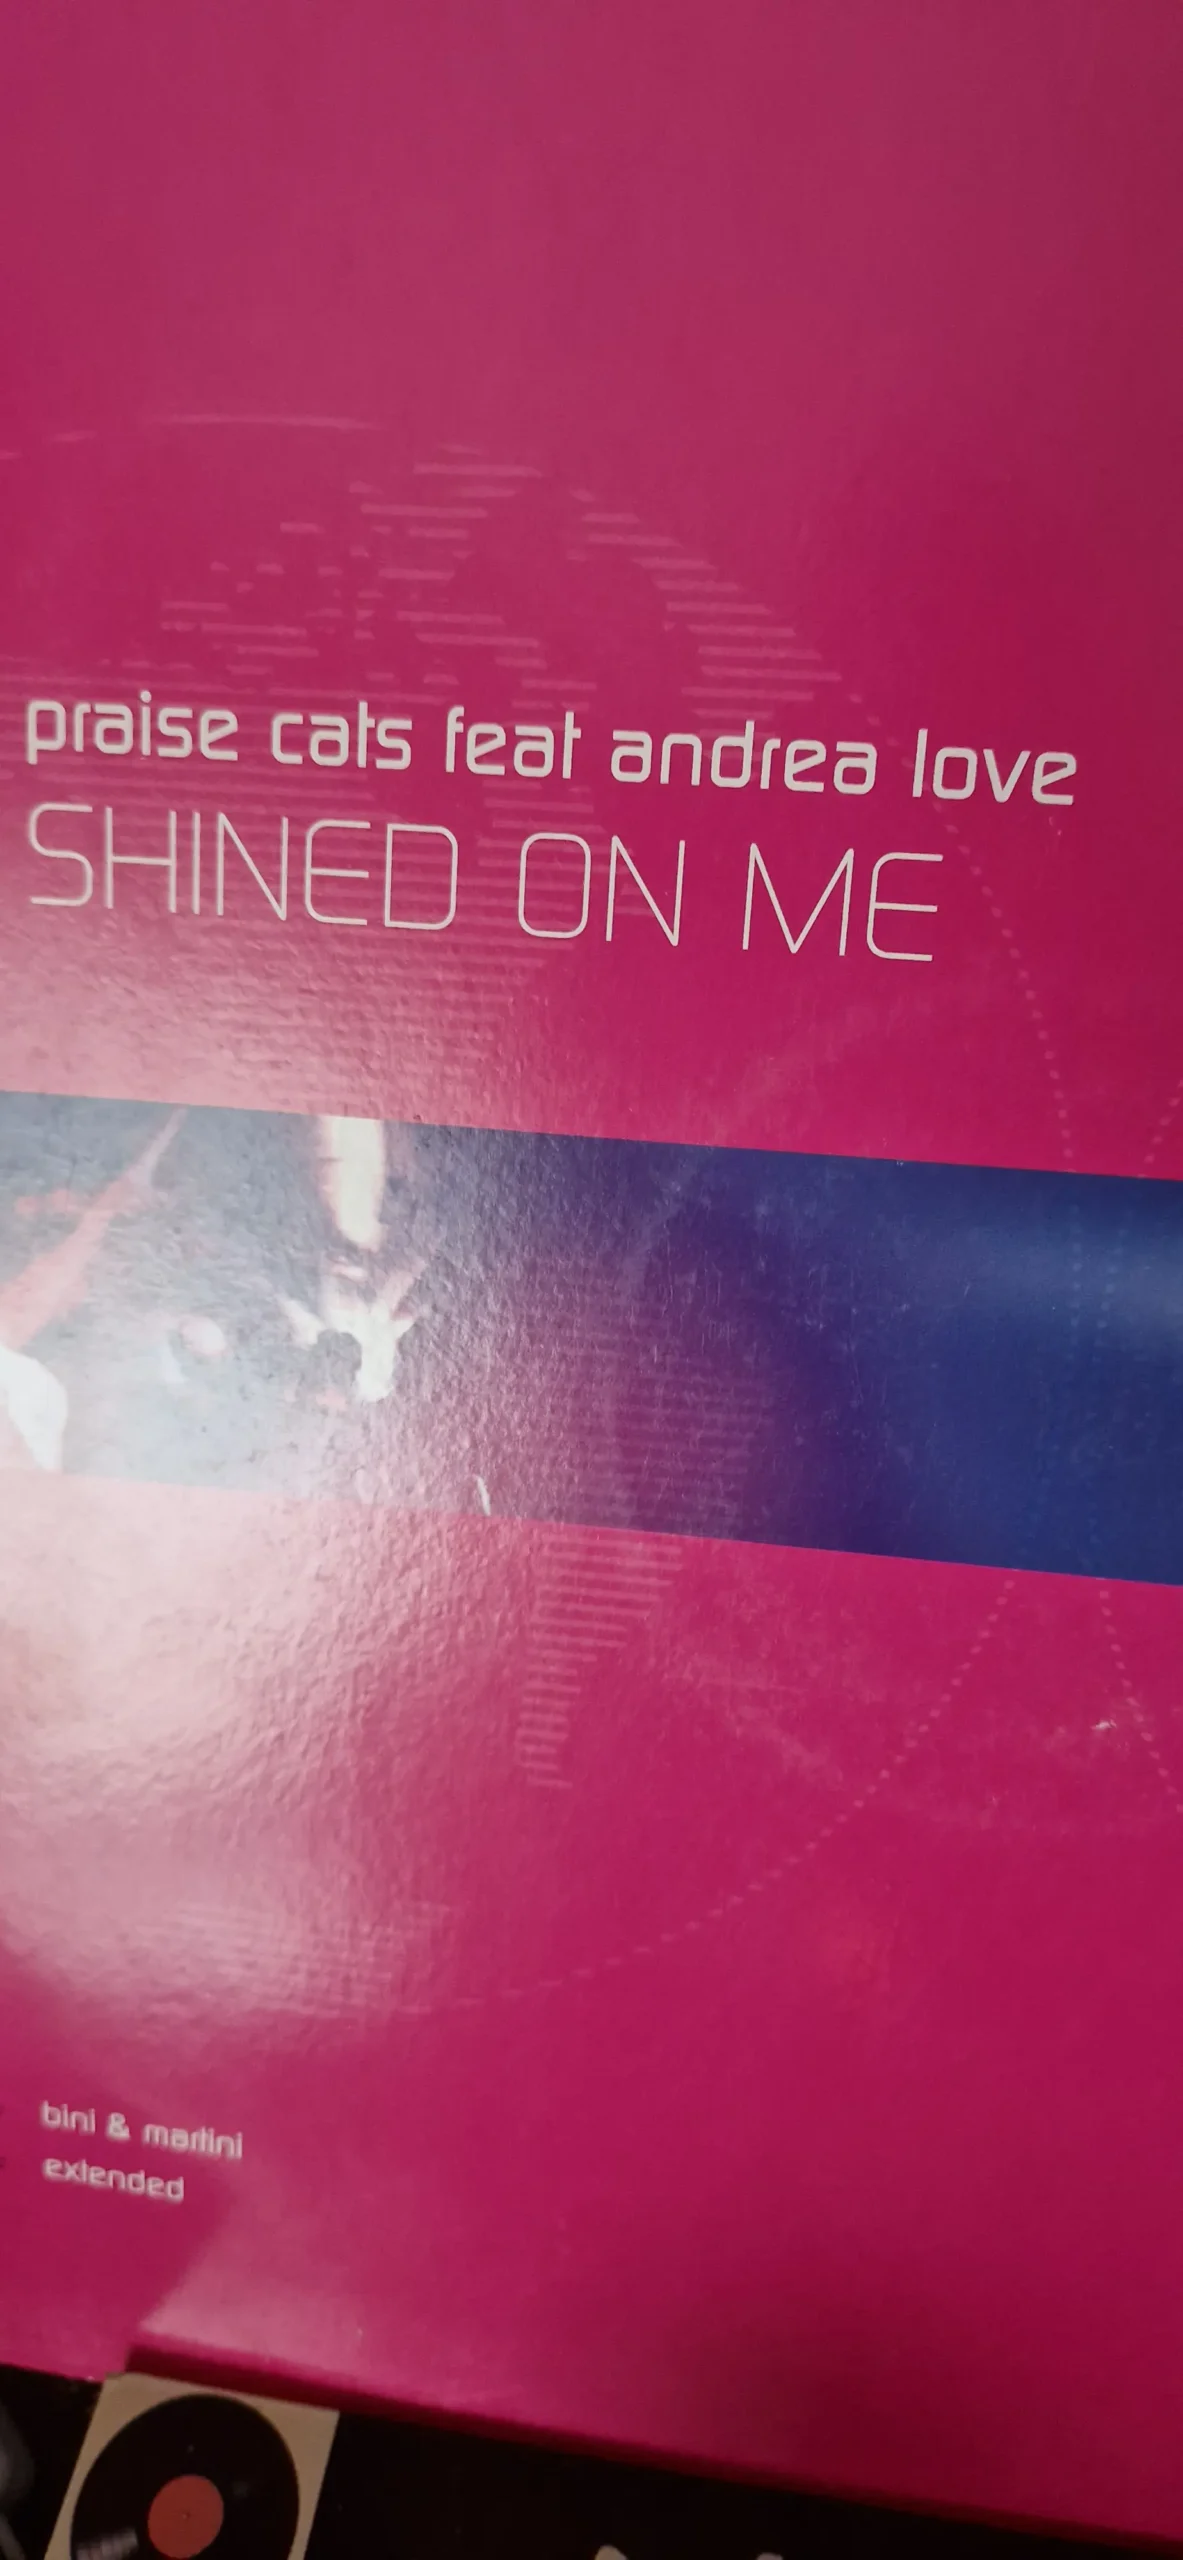 praise cats feat andrea love
SHINED ON ME
bini & martini
extended